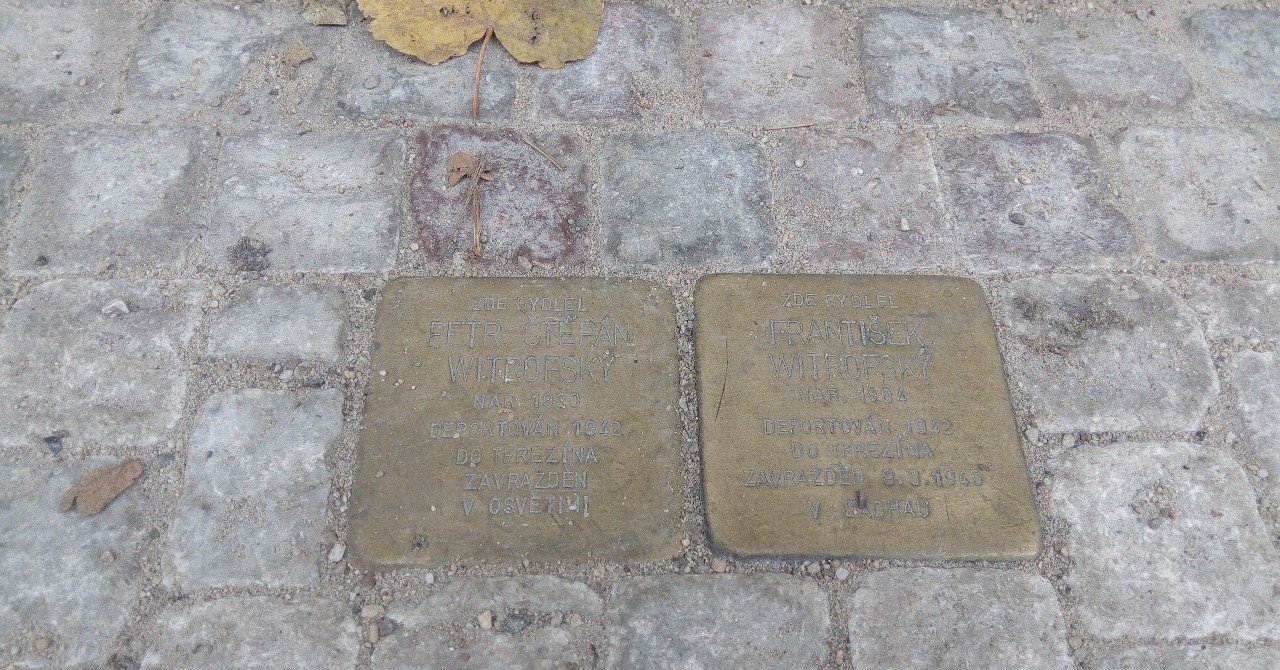 ZDE BYDLEL
PETR ŠTĚPÁN
WITROFSKÝ
NAR. 1930
DEPORTOVÁN 1942
DO TEREZÍNA
ZAVRAŽDĚN
V OSVĚTIMI
ZDE BYDLEL
FRANTIŠEK
WITROFSKÝ
NAR. 1904
DEPORTOVÁN 1942
DO TEREZÍNA
ZAVRAŽDĚN 9.3.1945
V DACHAU